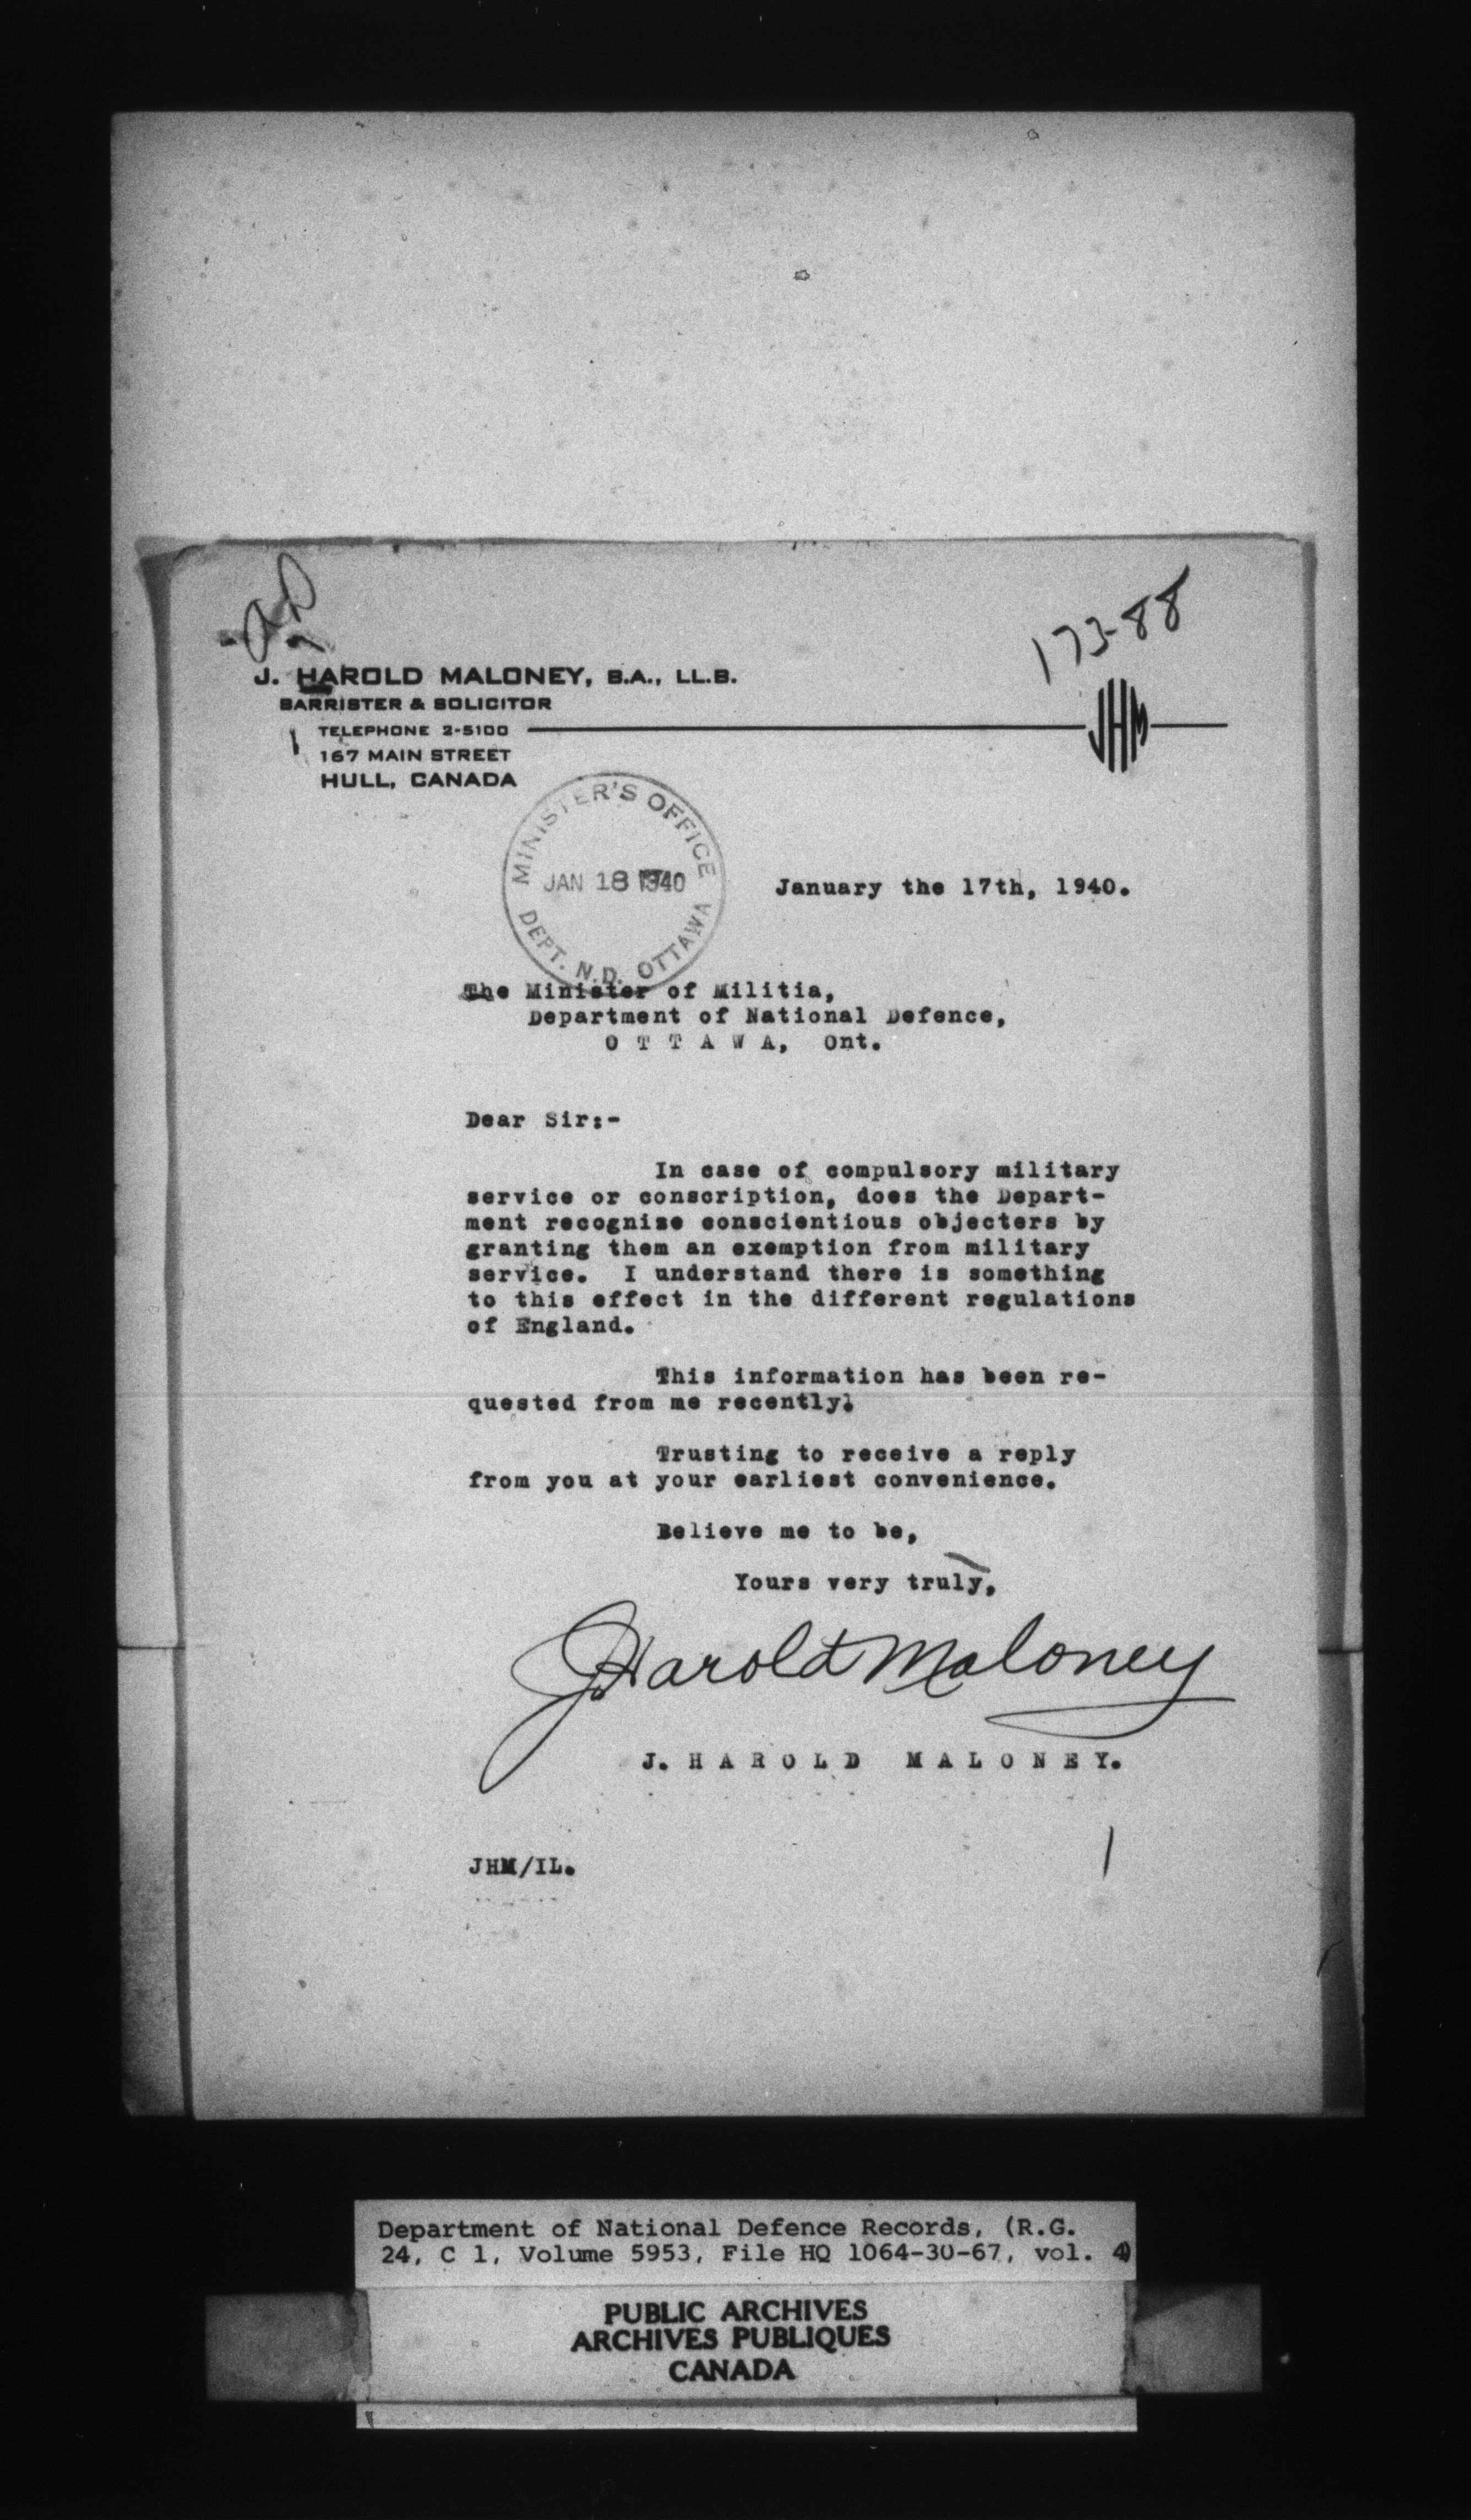 173-88
J. HAROLD MALONEY, B.A., LL.B.
BARRISTER & SOLICITOR
TELEPHONE 2-5100
167 MAIN STREET
HULL, CANADA
JHM
MINISTER'S OFFICE
JAN 18 1940
DEPT. N.D. OTTAWA
January the 17th, 1940.
The Minister of Militia,
Department of National Defence,
O T T A W A, Ont.
Dear Sir:-
In case of compulsory military
service or conscription, does the Depart-
ment recognise conscientious objecters by
granting them an exemption from military
service. I understand there is something
to this effect in the different regulations
of England.
This information has been re-
quested from me recently.
Trusting to receive a reply
from you at your earliest convenience.
Believe me to be,
Yours very truly,
J Harold Maloney
J. H A R O L D M A L O N E Y.
JHM/IL.
Department of National Defence Records, (R.G.
24, C 1, Volume 5953, File HQ 1064-30-67, vol. 4)
PUBLIC ARCHIVES
ARCHIVES PUBLIQUES
CANADA